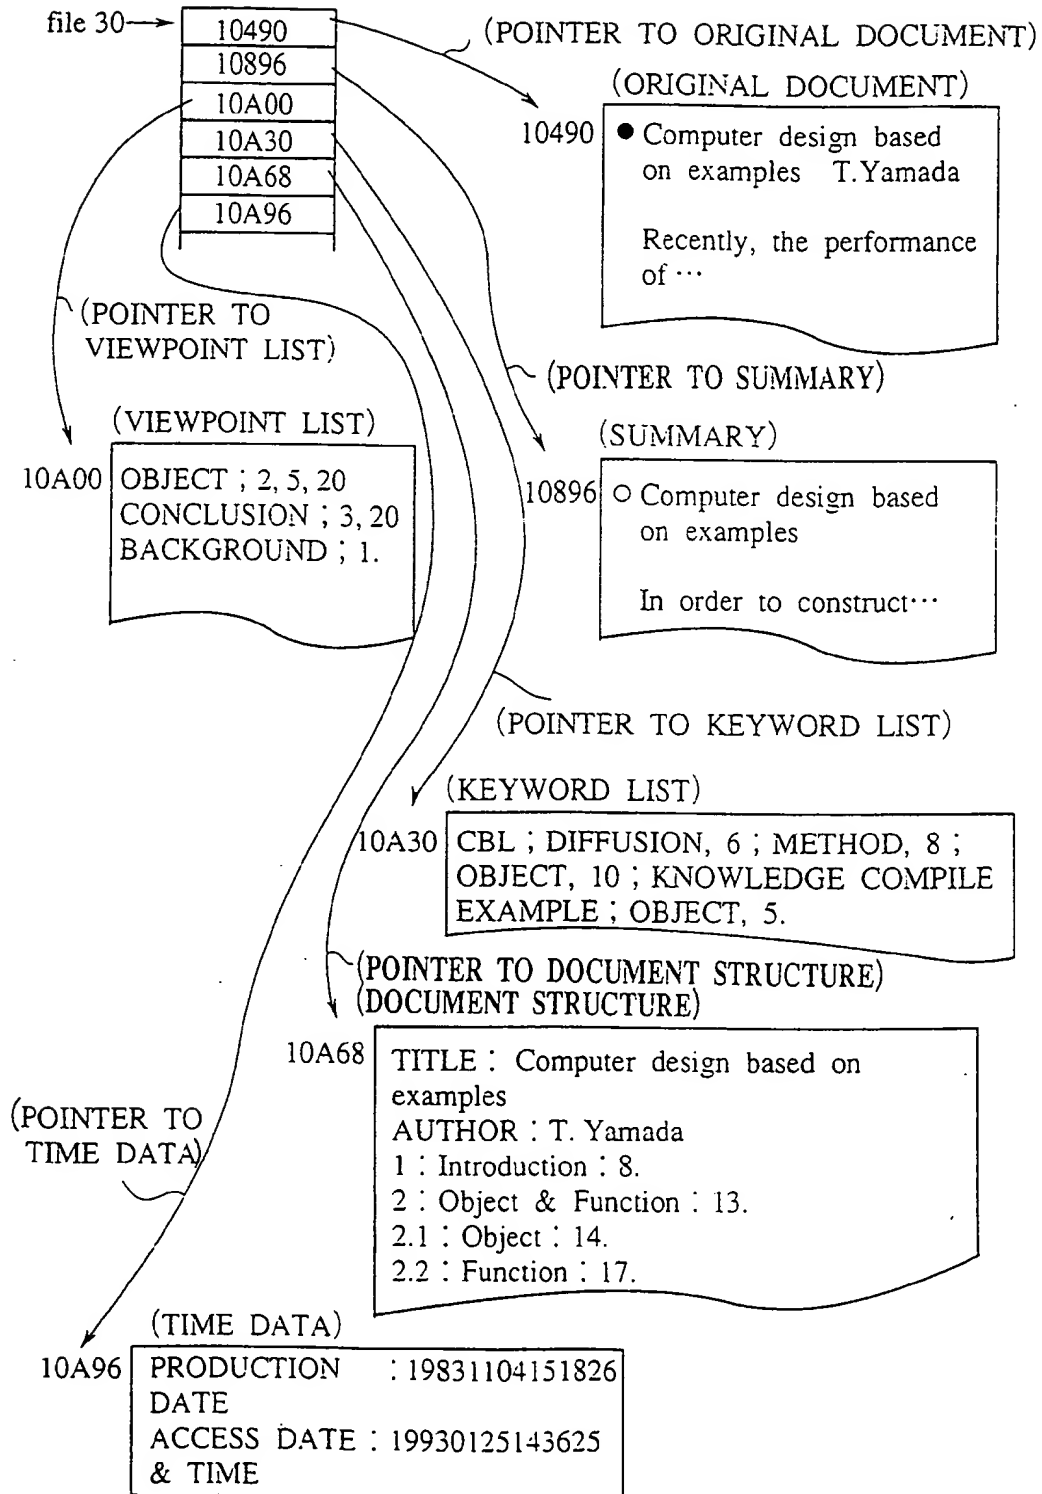 file 30
10490
10896
10A00
10A30
10A68
10A96
(POINTER TO ORIGINAL DOCUMENT)
(ORIGINAL DOCUMENT)
10490
● Computer design based
on examples T.Yamada
Recently, the performance
of ⋯
(POINTER TO
VIEWPOINT LIST)
(POINTER TO SUMMARY)
(VIEWPOINT LIST)
10A00
OBJECT ; 2, 5, 20
CONCLUSION ; 3, 20
BACKGROUND ; 1.
(SUMMARY)
10896
○ Computer design based
on examples
In order to construct⋯
(POINTER TO KEYWORD LIST)
(KEYWORD LIST)
10A30
CBL ; DIFFUSION, 6 ; METHOD, 8 ;
OBJECT, 10 ; KNOWLEDGE COMPILE
EXAMPLE ; OBJECT, 5.
(POINTER TO DOCUMENT STRUCTURE)
(DOCUMENT STRUCTURE)
10A68
TITLE : Computer design based on
examples
AUTHOR : T. Yamada
1 : Introduction : 8.
2 : Object & Function : 13.
2.1 : Object : 14.
2.2 : Function : 17.
(POINTER TO
TIME DATA)
(TIME DATA)
10A96
PRODUCTION : 19831104151826
DATE
ACCESS DATE : 19930125143625
& TIME